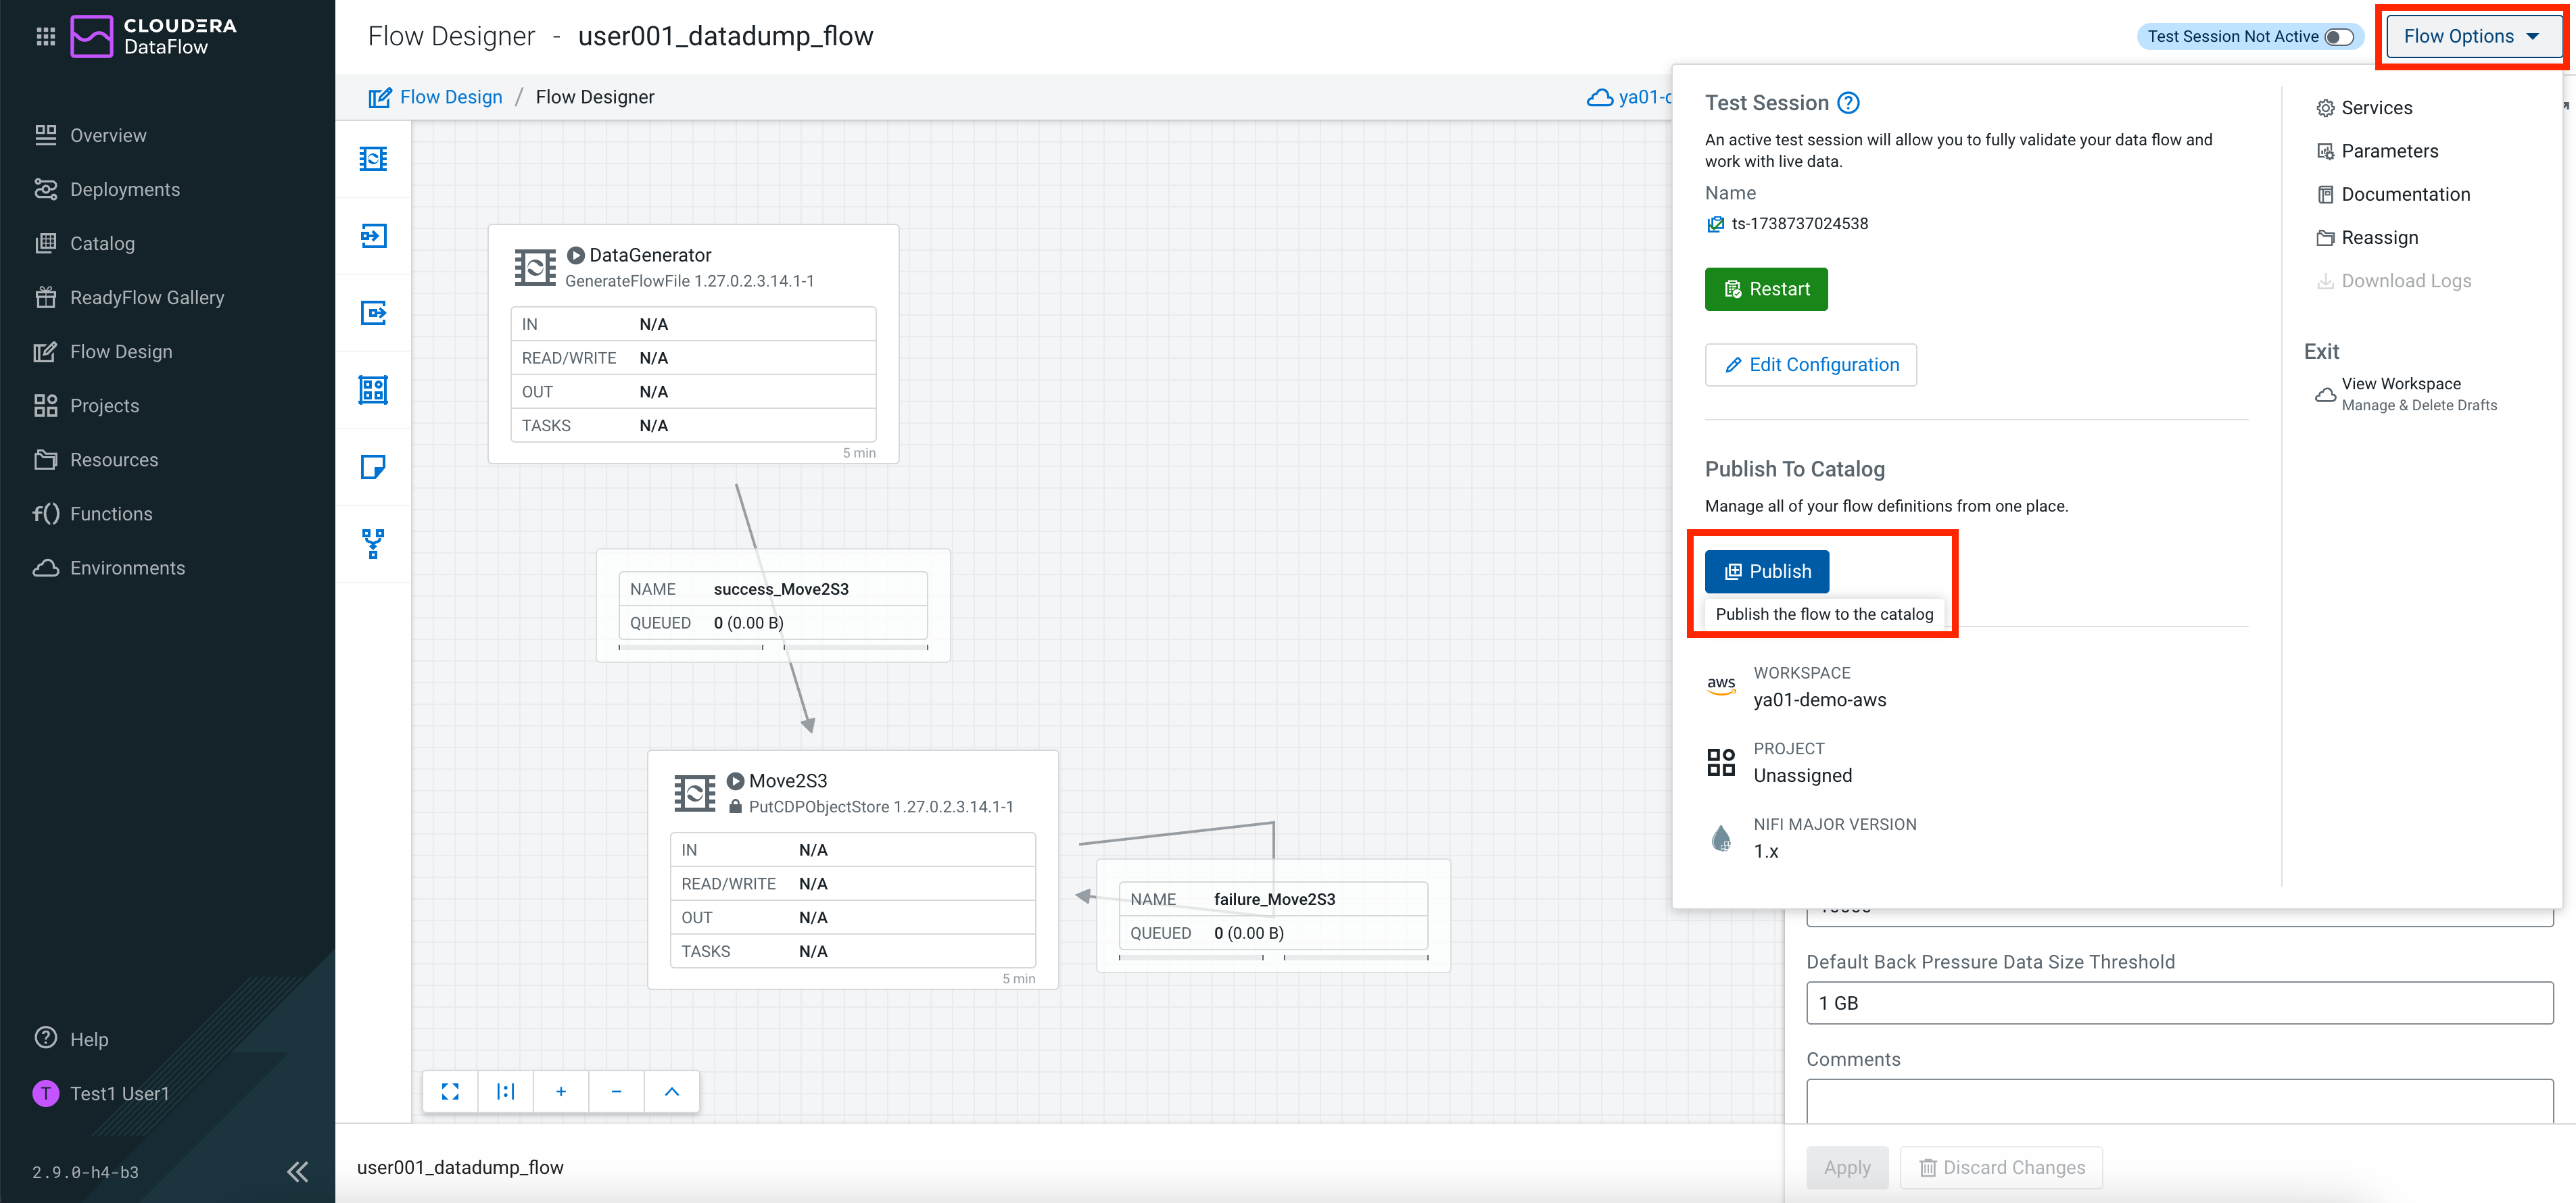 CLOUDERA
DataFlow
Overview
Deployments
Catalog
ReadyFlow Gallery
Flow Design
Projects
Resources
f() Functions
Environments
Help
T Test1 User1
2.9.0-h4-b3
Flow Designer - user001_datadump_flow
Test Session Not Active
Flow Options
Flow Design / Flow Designer
ya01-d
DataGenerator
GenerateFlowFile 1.27.0.2.3.14.1-1
IN N/A
READ/WRITE N/A
OUT N/A
TASKS N/A
5 min
NAME success_Move2S3
QUEUED 0 (0.00 B)
Move2S3
PutCDPObjectStore 1.27.0.2.3.14.1-1
IN N/A
READ/WRITE N/A
OUT N/A
TASKS N/A
5 min
NAME failure_Move2S3
QUEUED 0 (0.00 B)
+
−
user001_datadump_flow
Test Session ?
An active test session will allow you to fully validate your data flow and
work with live data.
Name
ts-1738737024538
Restart
Edit Configuration
Publish To Catalog
Manage all of your flow definitions from one place.
Publish
Publish the flow to the catalog
aws
WORKSPACE
ya01-demo-aws
PROJECT
Unassigned
NIFI MAJOR VERSION
1.x
Services
Parameters
Documentation
Reassign
Download Logs
Exit
View Workspace
Manage & Delete Drafts
Default Back Pressure Data Size Threshold
1 GB
Comments
Apply
Discard Changes